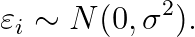 εᵢ ∼ N(0, σ²).